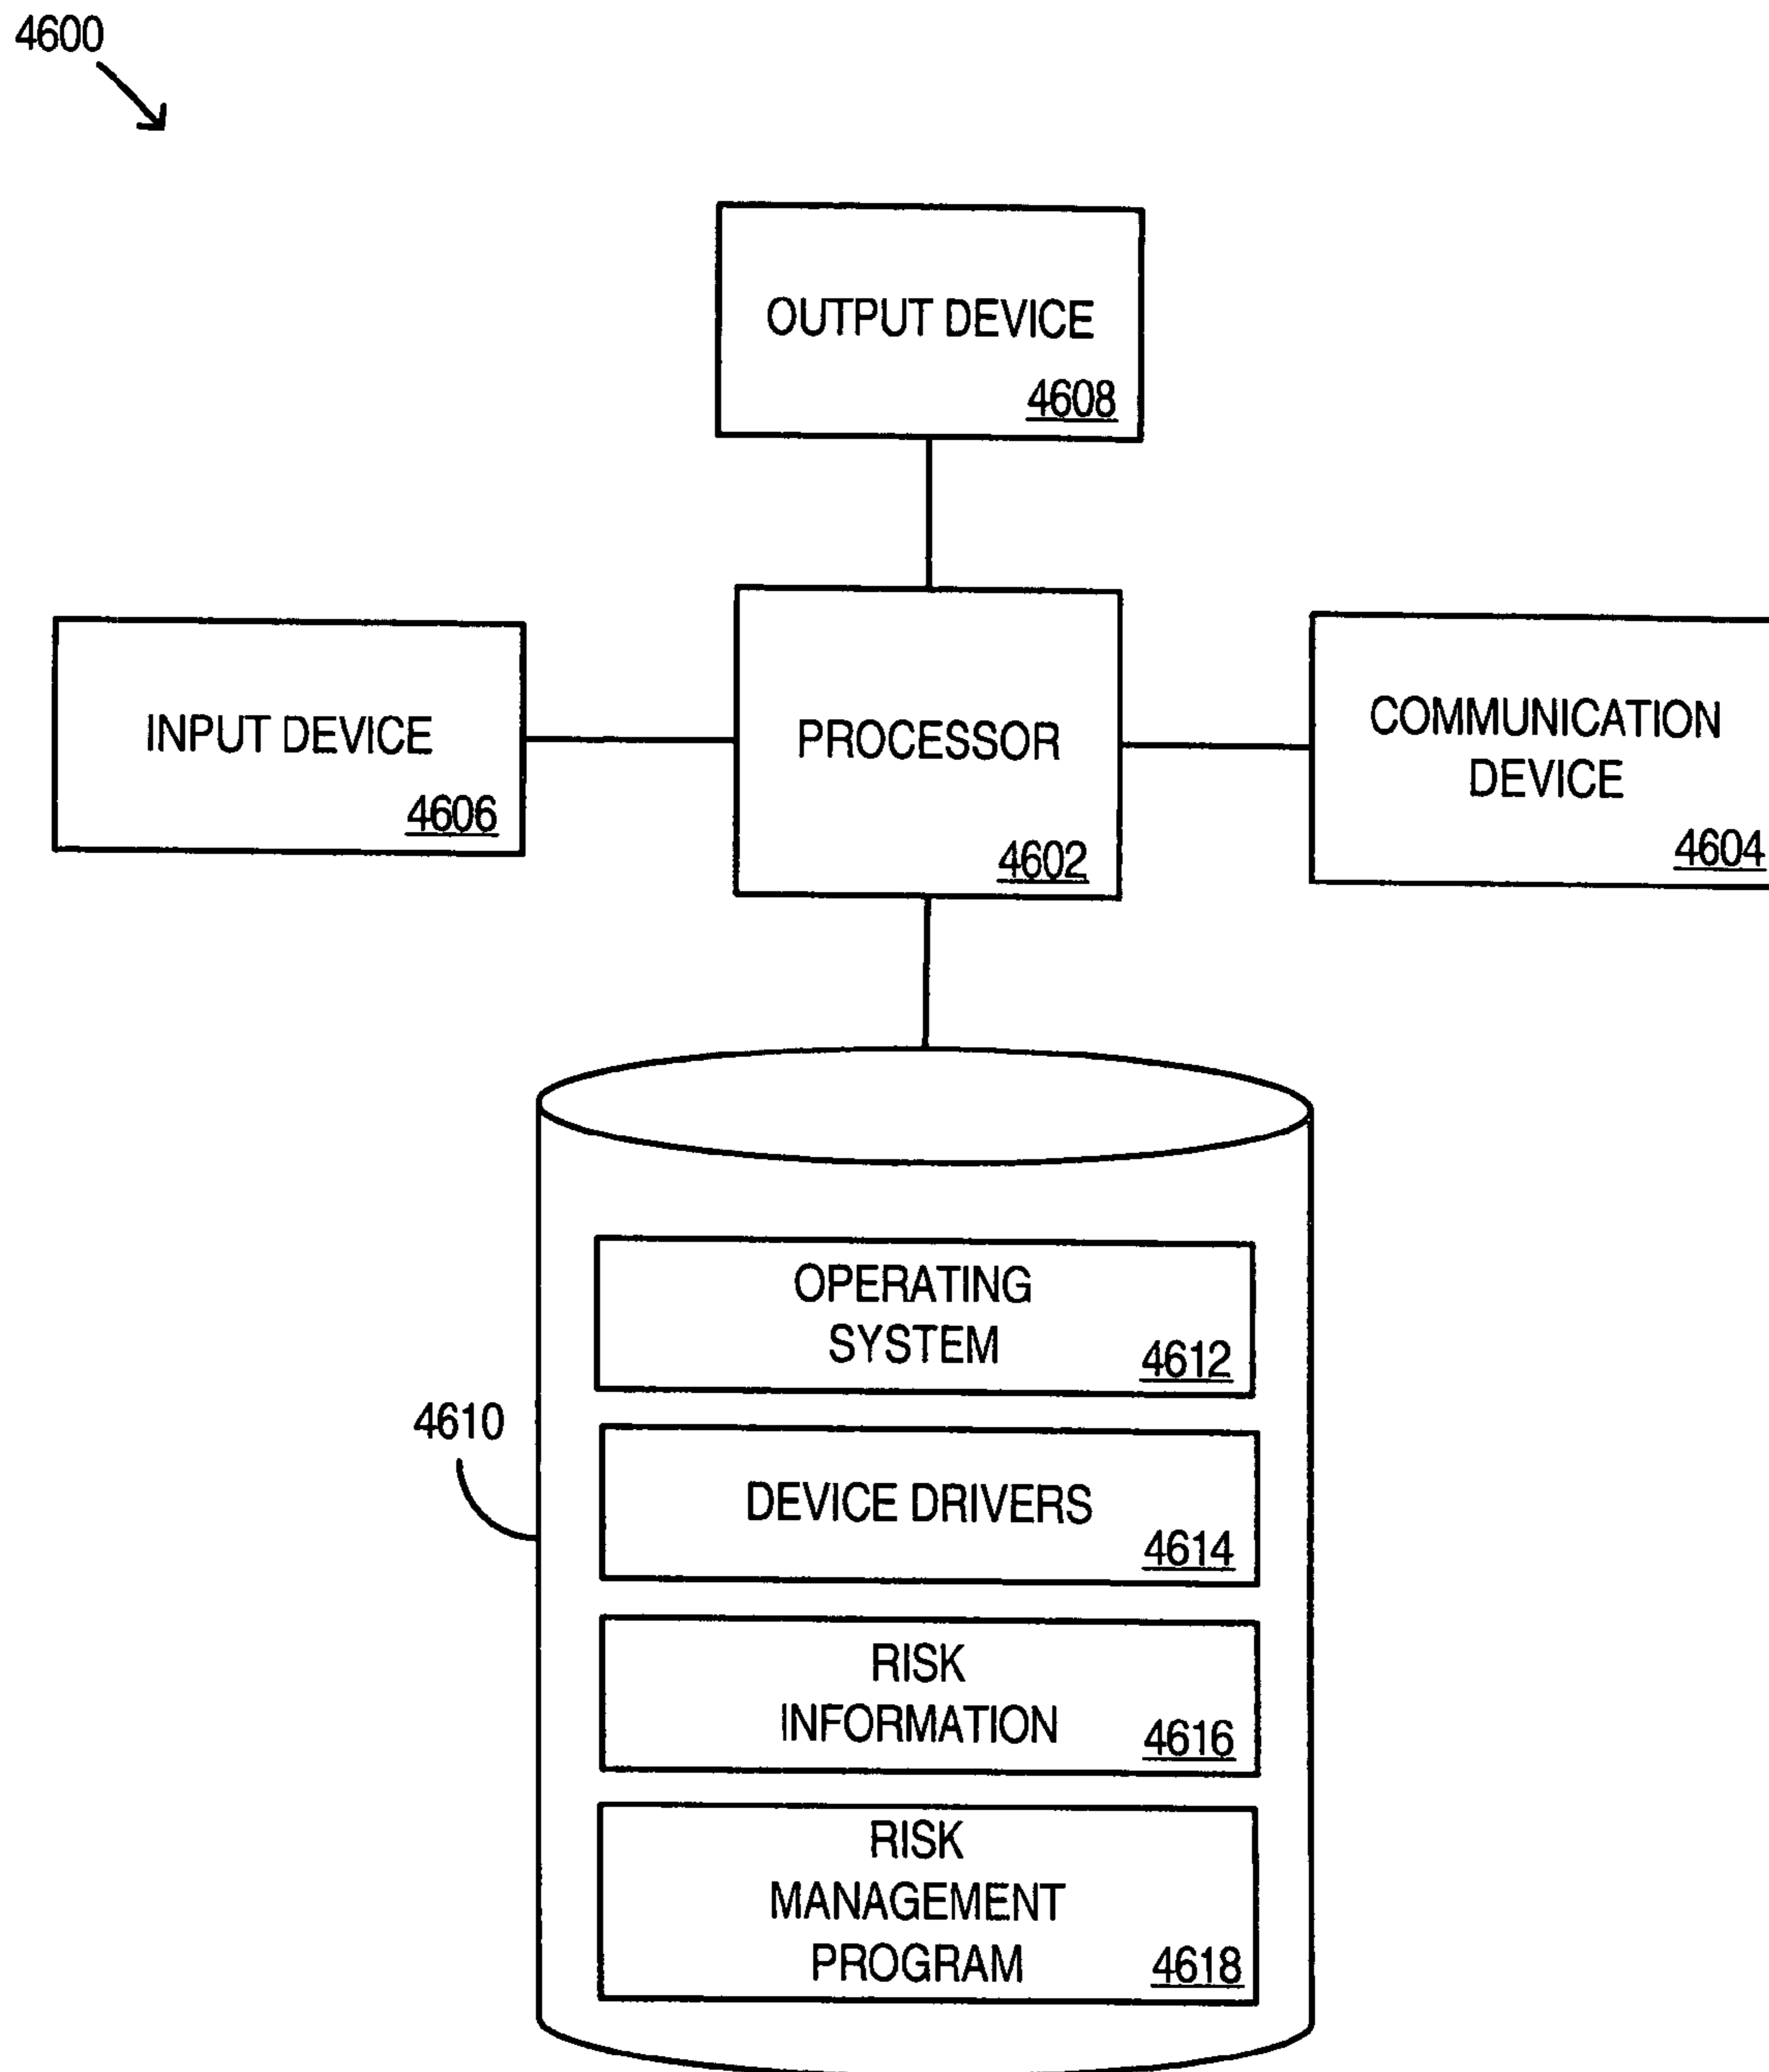 4600
OUTPUT DEVICE
4608
INPUT DEVICE
4606
PROCESSOR
4602
COMMUNICATION
DEVICE
4604
OPERATING
SYSTEM
4612
4610
DEVICE DRIVERS
4614
RISK
INFORMATION
4616
RISK
MANAGEMENT
PROGRAM
4618